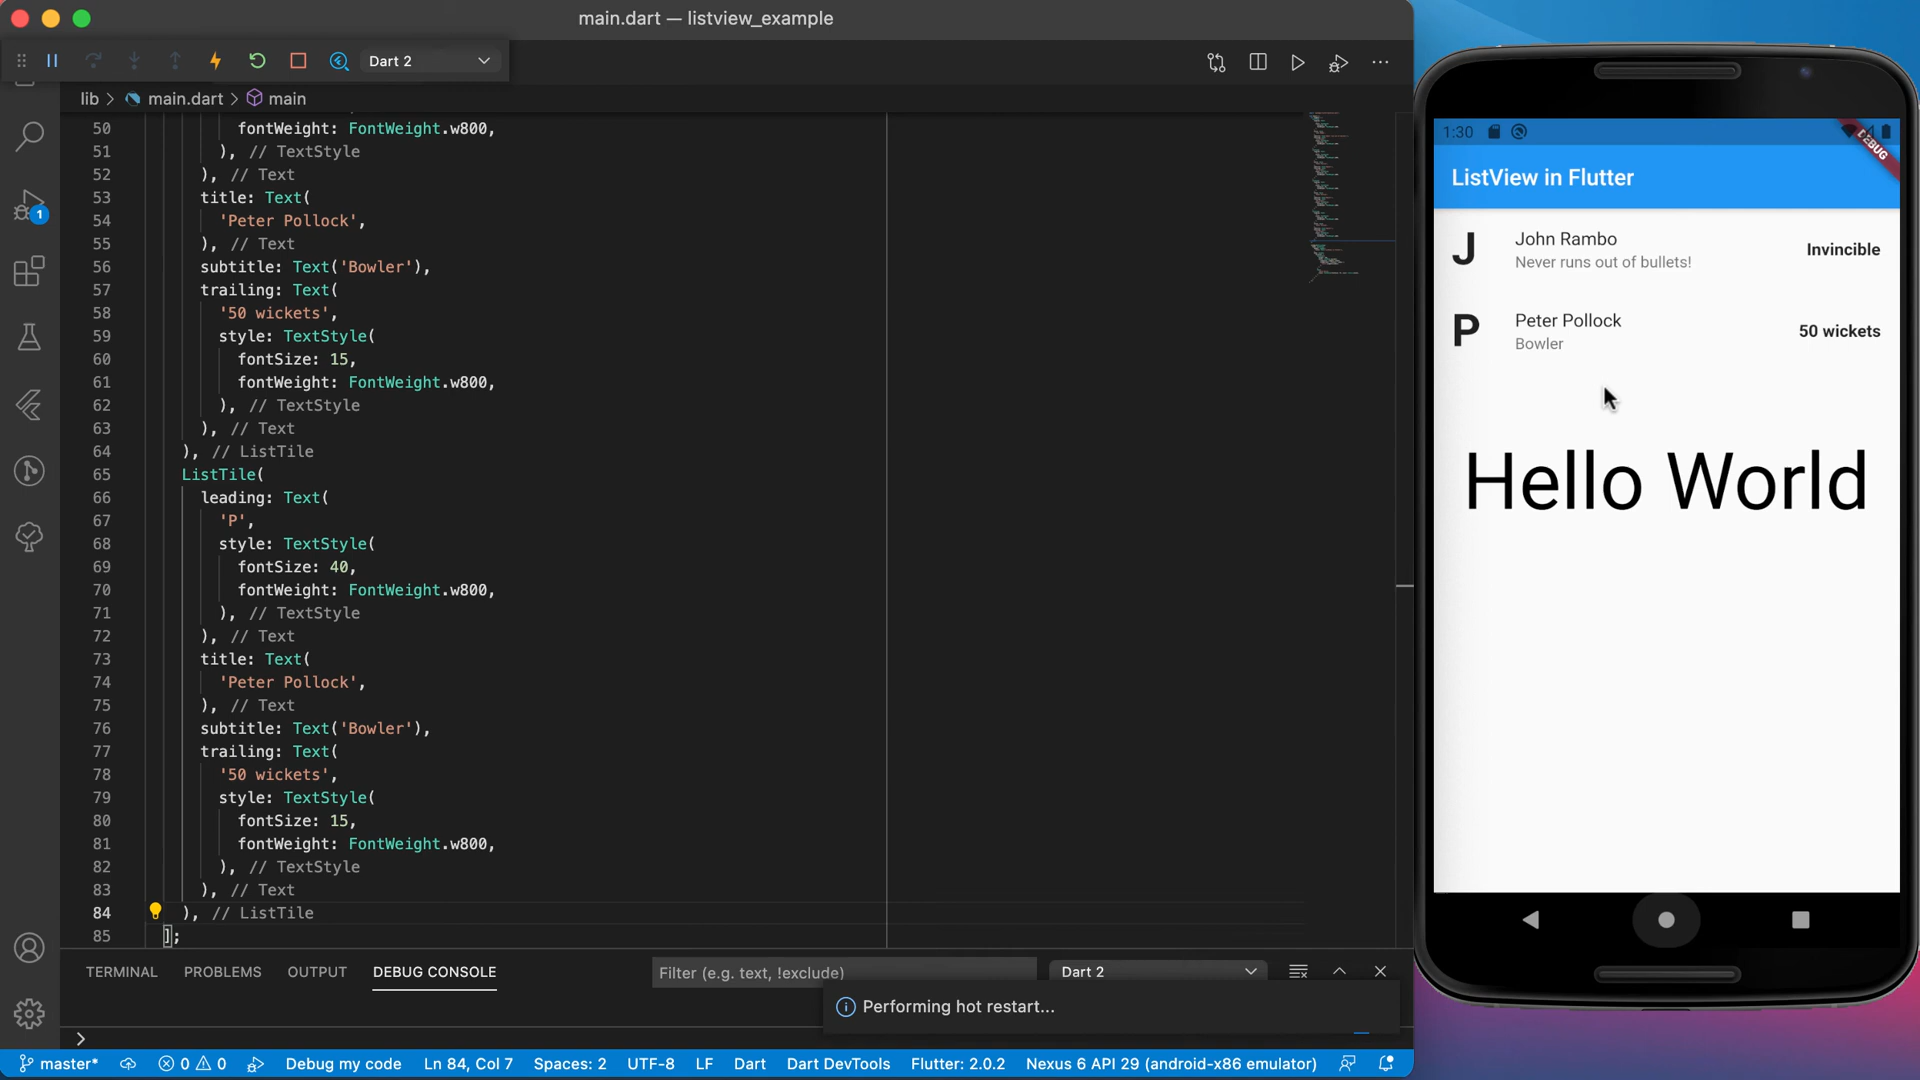 main.dart — listview_example
Dart 2
lib > main.dart > main
50 fontWeight: FontWeight.w800,
51 ), // TextStyle
52 ), // Text
53 title: Text(
54 'Peter Pollock',
55 ), // Text
56 subtitle: Text('Bowler'),
57 trailing: Text(
58 '50 wickets',
59 style: TextStyle(
60 fontSize: 15,
61 fontWeight: FontWeight.w800,
62 ), // TextStyle
63 ), // Text
64 ), // ListTile
65 ListTile(
66 leading: Text(
67 'P',
68 style: TextStyle(
69 fontSize: 40,
70 fontWeight: FontWeight.w800,
71 ), // TextStyle
72 ), // Text
73 title: Text(
74 'Peter Pollock',
75 ), // Text
76 subtitle: Text('Bowler'),
77 trailing: Text(
78 '50 wickets',
79 style: TextStyle(
80 fontSize: 15,
81 fontWeight: FontWeight.w800,
82 ), // TextStyle
83 ), // Text
84 ), // ListTile
85 ];
1
TERMINAL PROBLEMS OUTPUT DEBUG CONSOLE
Filter (e.g. text, !exclude)
Dart 2
Performing hot restart...
>
master* 0 0 Debug my code Ln 84, Col 7 Spaces: 2 UTF-8 LF Dart Dart DevTools Flutter: 2.0.2 Nexus 6 API 29 (android-x86 emulator)
1:30
DEBUG
ListView in Flutter
J John Rambo Invincible
Never runs out of bullets!
P Peter Pollock 50 wickets
Bowler
Hello World